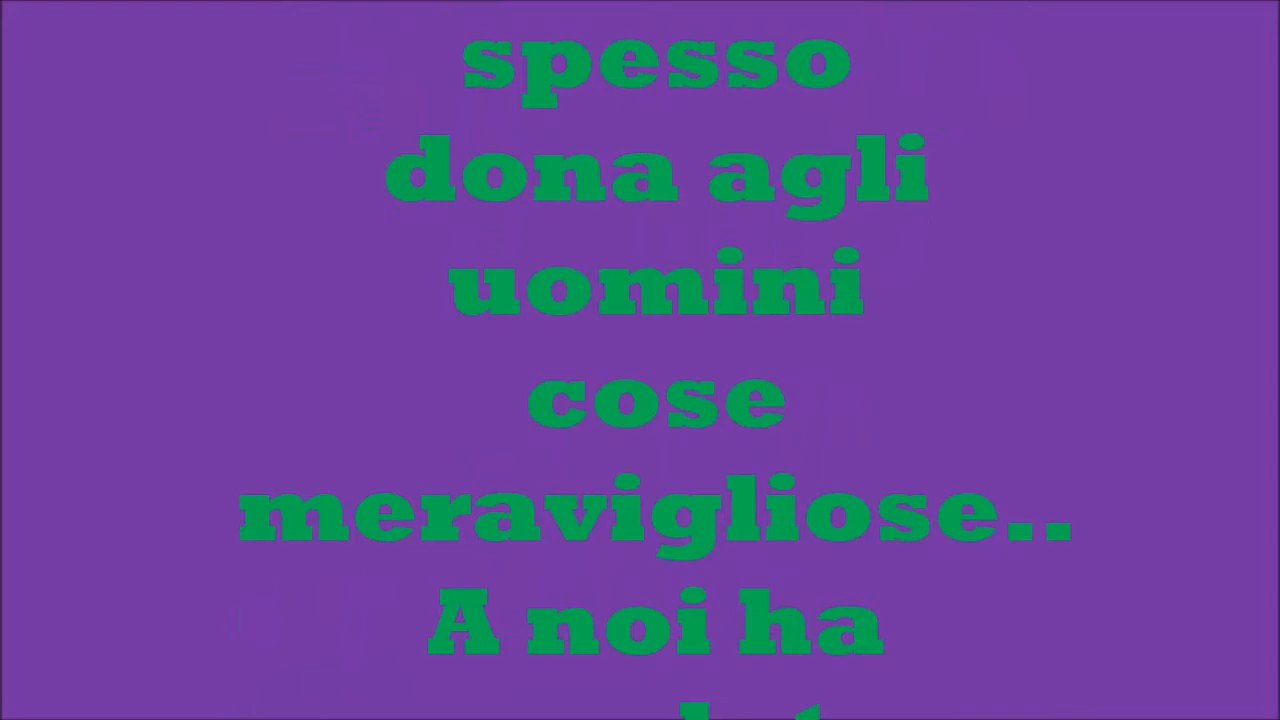 spesso
dona agli
uomini
cose
meravigliose..
A noi ha